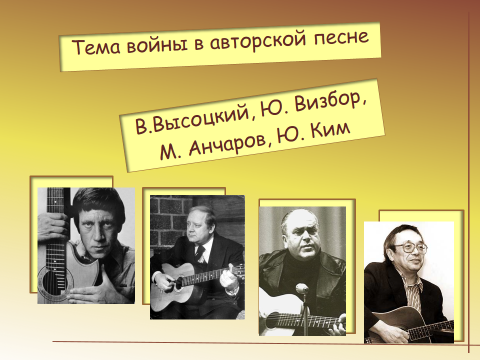 Тема войны в авторской песне
В.Высоцкий, Ю. Визбор,
М. Анчаров, Ю. Ким